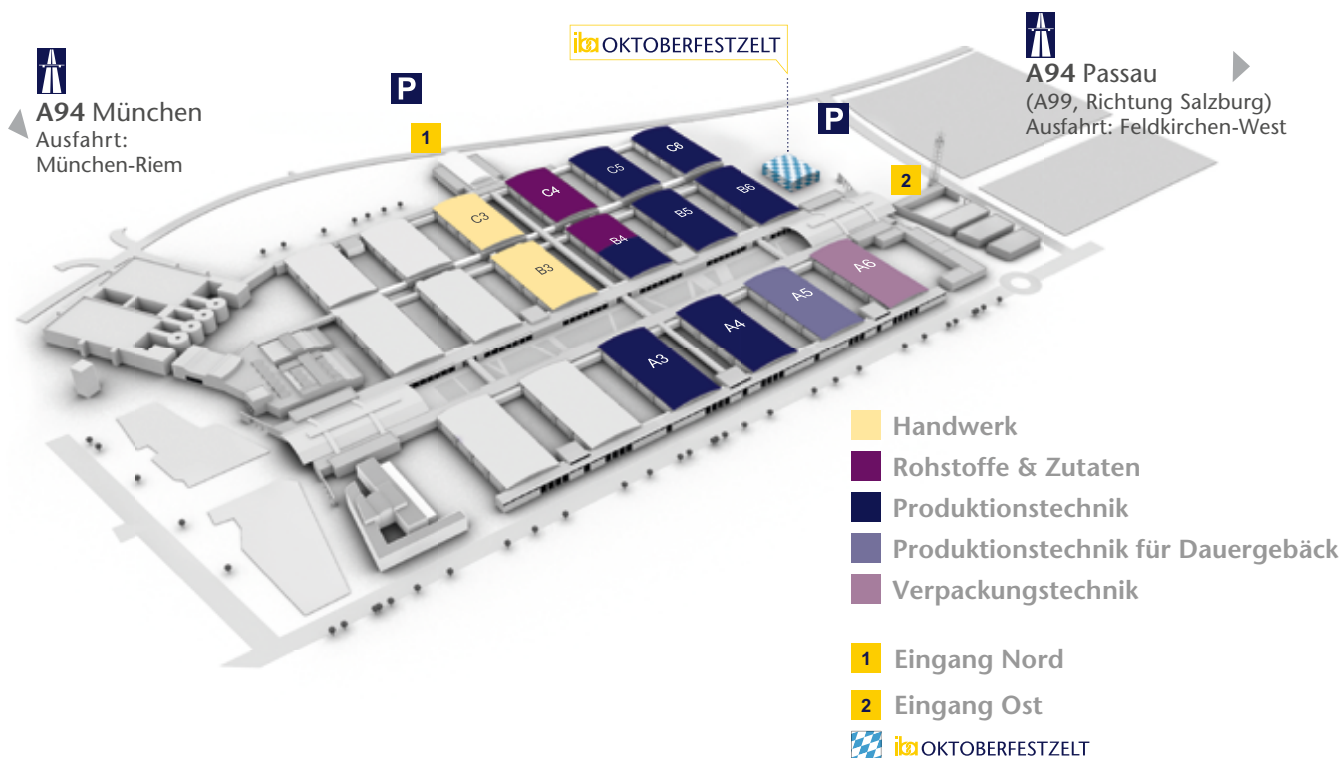 iba OKTOBERFESTZELT
A94 München
Ausfahrt:
München-Riem
A94 Passau
(A99, Richtung Salzburg)
Ausfahrt: Feldkirchen-West
P
P
1
2
C3
C4
C5
C6
B3
B4
B5
B6
A3
A4
A5
A6
Handwerk
Rohstoffe & Zutaten
Produktionstechnik
Produktionstechnik für Dauergebäck
Verpackungstechnik
1 Eingang Nord
2 Eingang Ost
iba OKTOBERFESTZELT